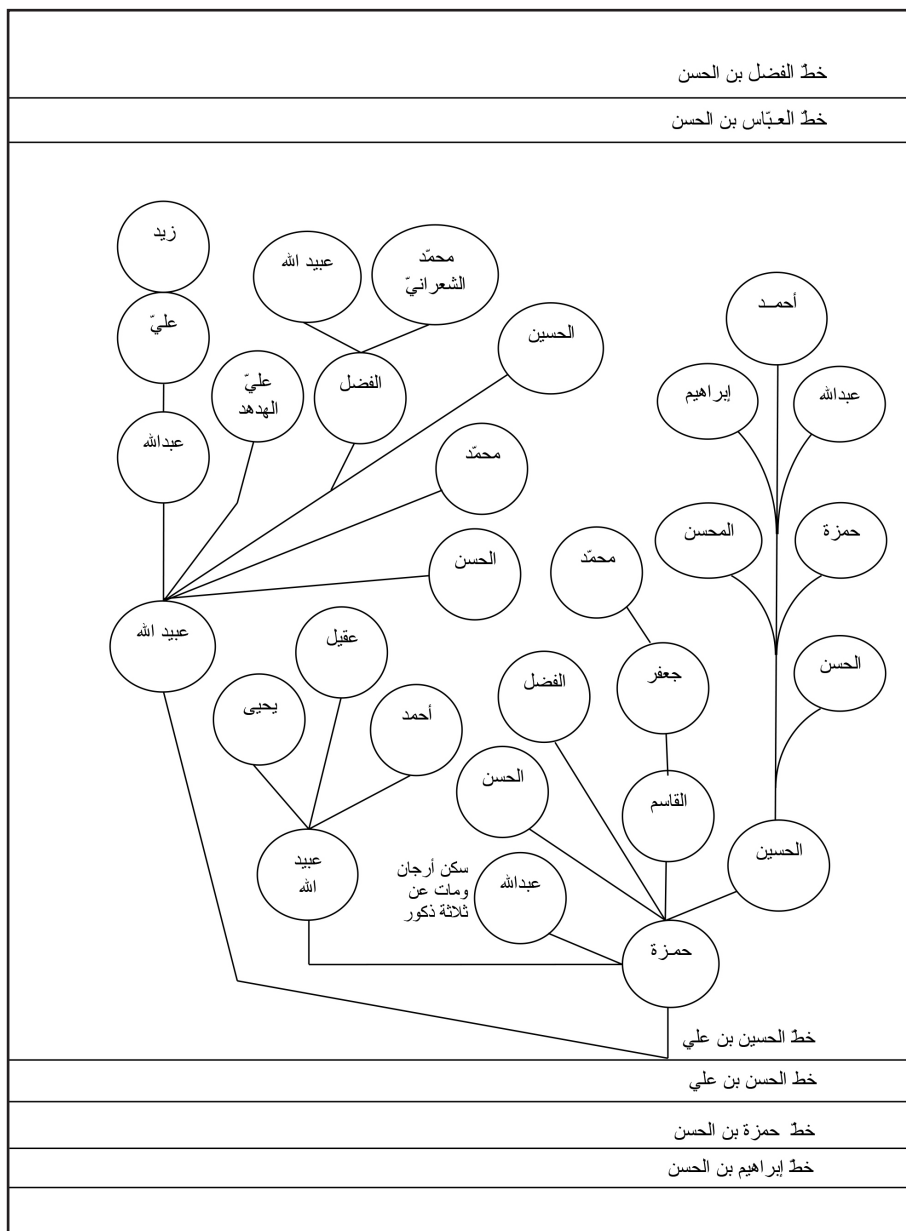 خطّ الفضل بن الحسن
خطّ العبّاس بن الحسن
زيد
عبيد الله
محمّد
الشعرانيّ
أحمــد
عليّ
الحسين
عليّ
الهدهد
الفضل
إبراهيم
عبدالله
عبدالله
محمّد
المحسن
حمزة
الحسن
محمّد
عبيد الله
عقيل
يحيى
أحمد
الفضل
جعفر
الحسن
الحسن
القاسم
الحسين
عبيد
الله
سكن أرجان
ومات عن
ثلاثة ذكور
عبدالله
حمـزة
خطّ الحسين بن علي
خط الحسن بن علي
خطّ حمزة بن الحسن
خطّ إبراهيم بن الحسن